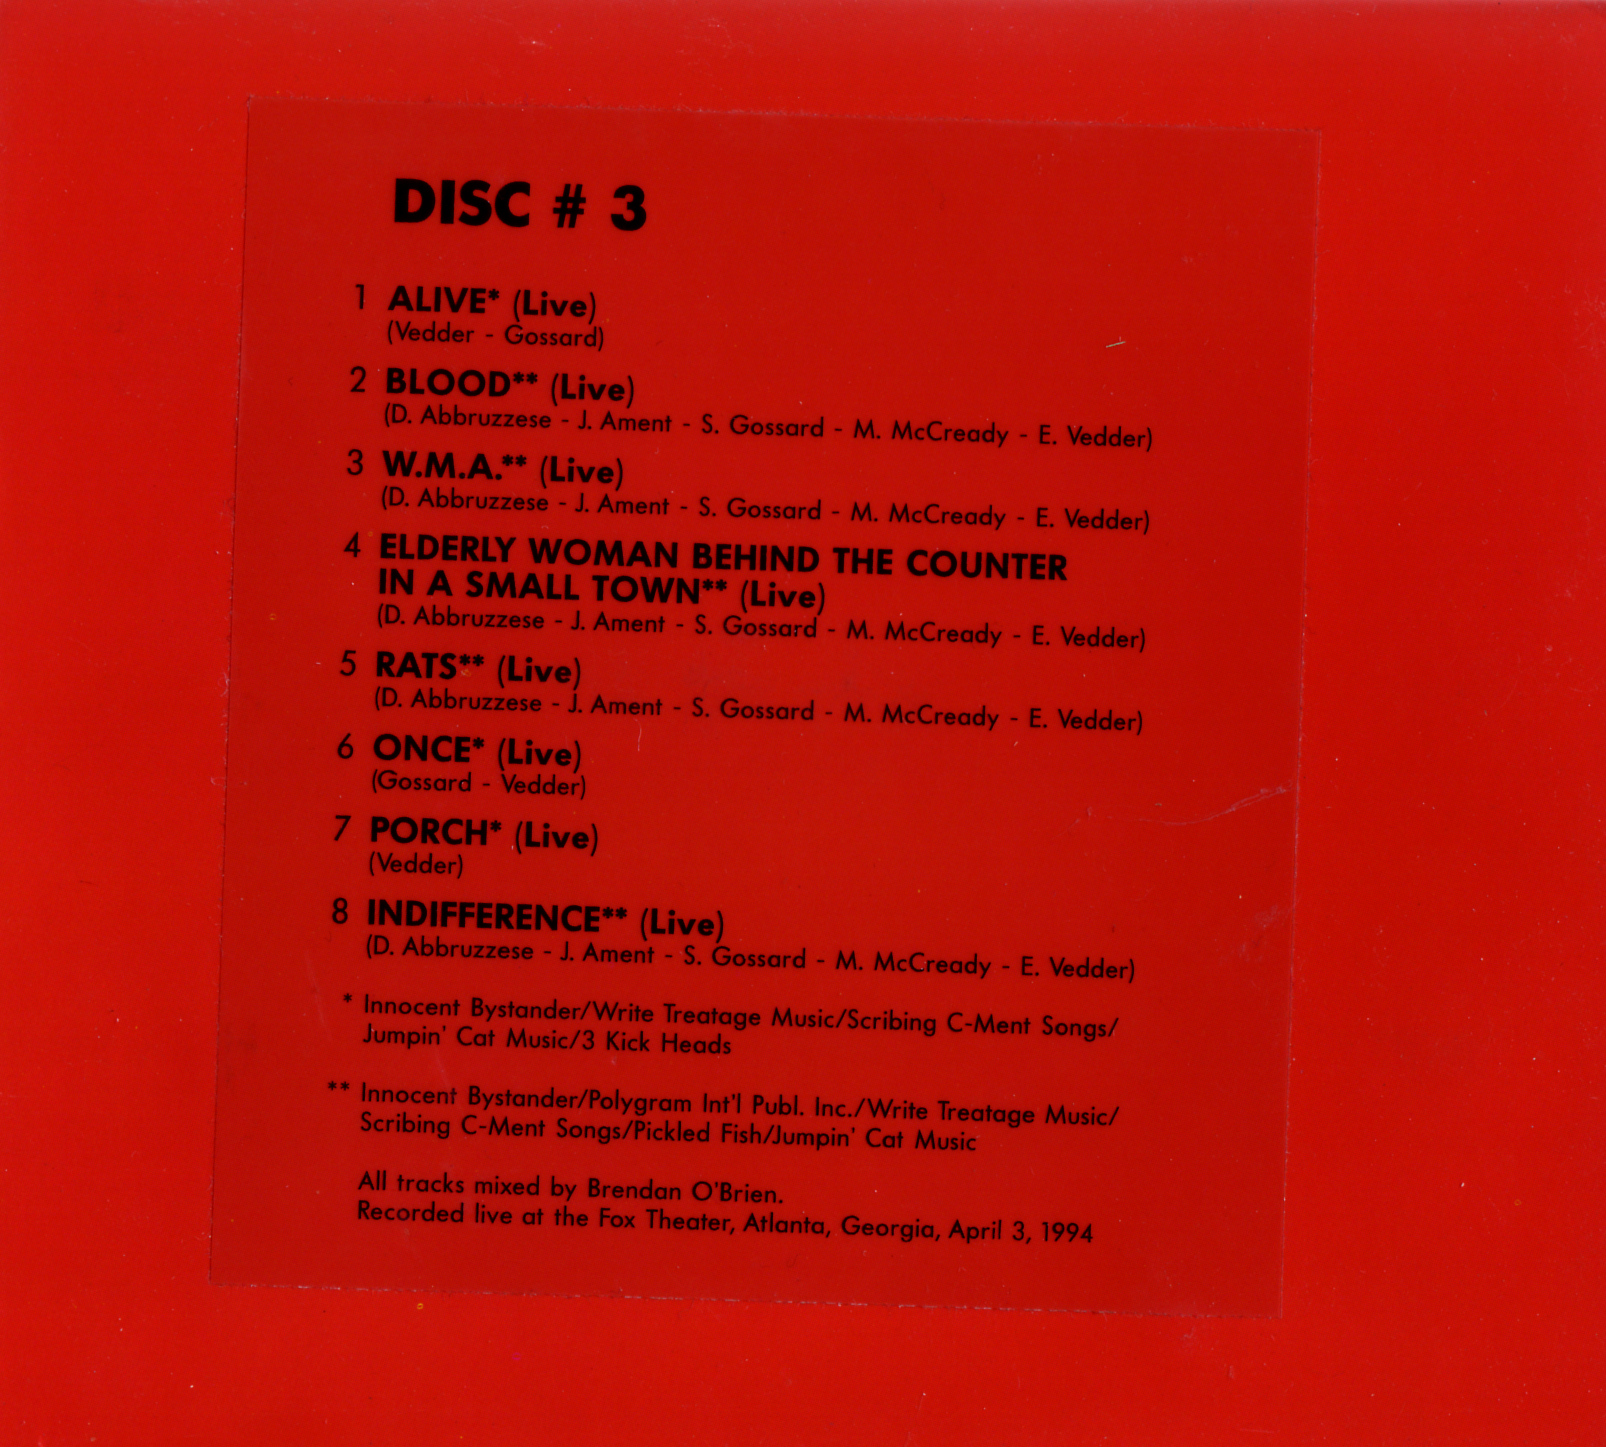 DISC # 3
1 ALIVE* (Live)
(Vedder - Gossard)
2 BLOOD** (Live)
(D. Abbruzzese - J. Ament - S. Gossard - M. McCready - E. Vedder)
3 W.M.A.** (Live)
(D. Abbruzzese - J. Ament - S. Gossard - M. McCready - E. Vedder)
4 ELDERLY WOMAN BEHIND THE COUNTER
IN A SMALL TOWN** (Live)
(D. Abbruzzese - J. Ament - S. Gossard - M. McCready - E. Vedder)
5 RATS** (Live)
(D. Abbruzzese - J. Ament - S. Gossard - M. McCready - E. Vedder)
6 ONCE* (Live)
(Gossard - Vedder)
7 PORCH* (Live)
(Vedder)
8 INDIFFERENCE** (Live)
(D. Abbruzzese - J. Ament - S. Gossard - M. McCready - E. Vedder)
* Innocent Bystander/Write Treatage Music/Scribing C-Ment Songs/
Jumpin' Cat Music/3 Kick Heads
** Innocent Bystander/Polygram Int'l Publ. Inc./Write Treatage Music/
Scribing C-Ment Songs/Pickled Fish/Jumpin' Cat Music
All tracks mixed by Brendan O'Brien.
Recorded live at the Fox Theater, Atlanta, Georgia, April 3, 1994